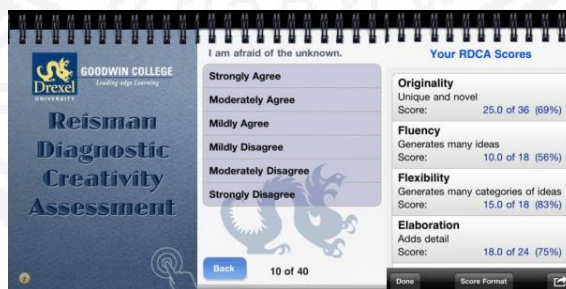 Drexel
UNIVERSITY
GOODWIN COLLEGE
Leading edge Learning
Reisman
Diagnostic
Creativity
Assessment
I am afraid of the unknown.
Strongly Agree
Moderately Agree
Mildly Agree
Mildly Disagree
Moderately Disagree
Strongly Disagree
Back
10 of 40
Your RDCA Scores
Originality
Unique and novel
Score: 25.0 of 36 (69%)
Fluency
Generates many ideas
Score: 10.0 of 18 (56%)
Flexibility
Generates many categories of ideas
Score: 15.0 of 18 (83%)
Elaboration
Adds detail
Score: 18.0 of 24 (75%)
Done
Score Format